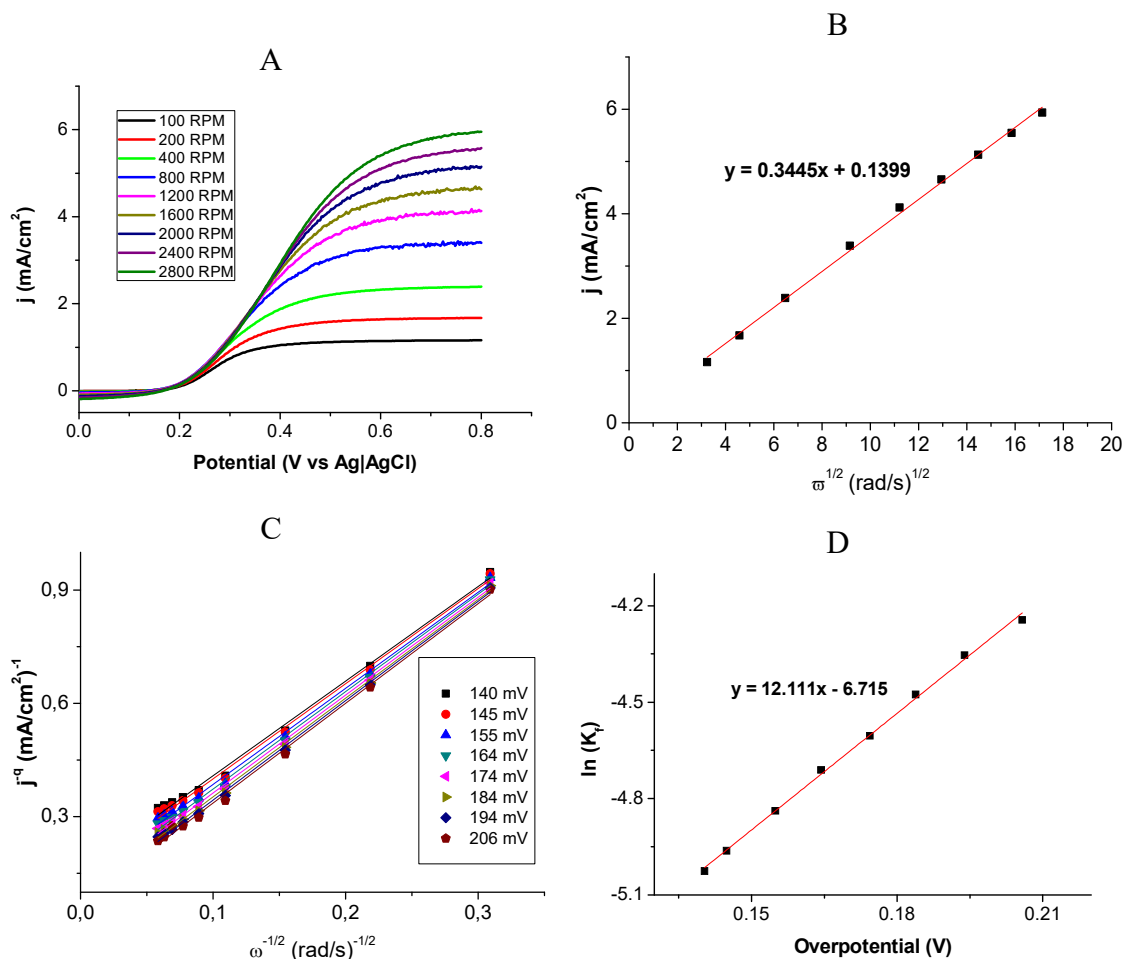 A
j (mA/cm²)
6
4
2
0
100 RPM
200 RPM
400 RPM
800 RPM
1200 RPM
1600 RPM
2000 RPM
2400 RPM
2800 RPM
0.0 0.2 0.4 0.6 0.8
Potential (V vs Ag|AgCl)
B
j (mA/cm²)
6
4
2
0
y = 0.3445x + 0.1399
0 2 4 6 8 10 12 14 16 18 20
ϖ^1/2 (rad/s)^1/2
C
j^-q (mA/cm²)^-1
0,9
0,6
0,3
140 mV
145 mV
155 mV
164 mV
174 mV
184 mV
194 mV
206 mV
0,0 0,1 0,2 0,3
ω^-1/2 (rad/s)^-1/2
D
ln (K_f)
-4.2
-4.5
-4.8
-5.1
y = 12.111x - 6.715
0.15 0.18 0.21
Overpotential (V)